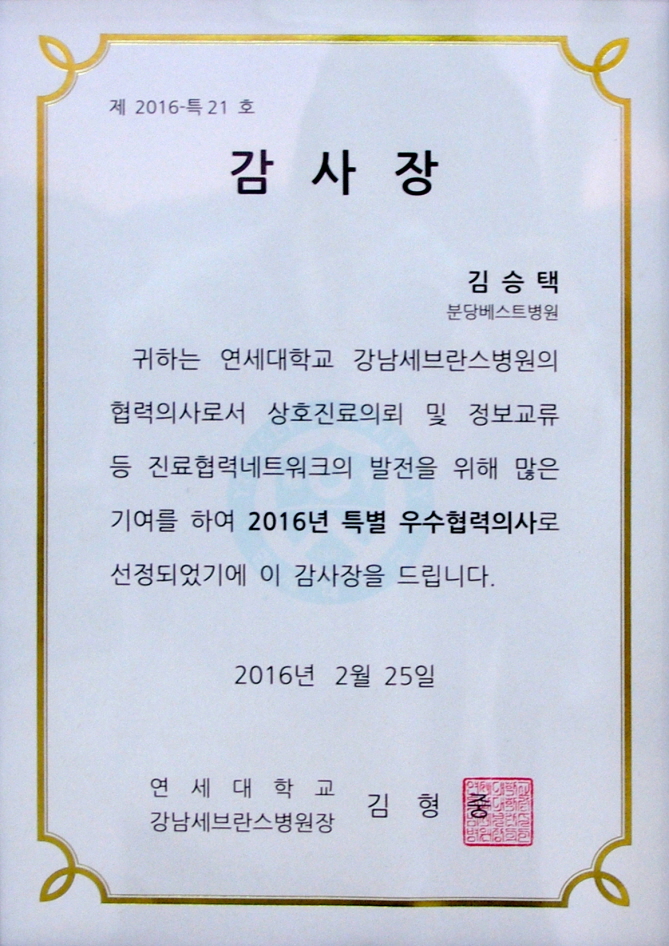 제 2016-특 21 호
감 사 장
김 승 택
분당베스트병원
귀하는 연세대학교 강남세브란스병원의
협력의사로서 상호진료의뢰 및 정보교류
등 진료협력네트워크의 발전을 위해 많은
기여를 하여 2016년 특별 우수협력의사로
선정되었기에 이 감사장을 드립니다.
2016년 2월 25일
연 세 대 학 교
강남세브란스병원장 김 형 중